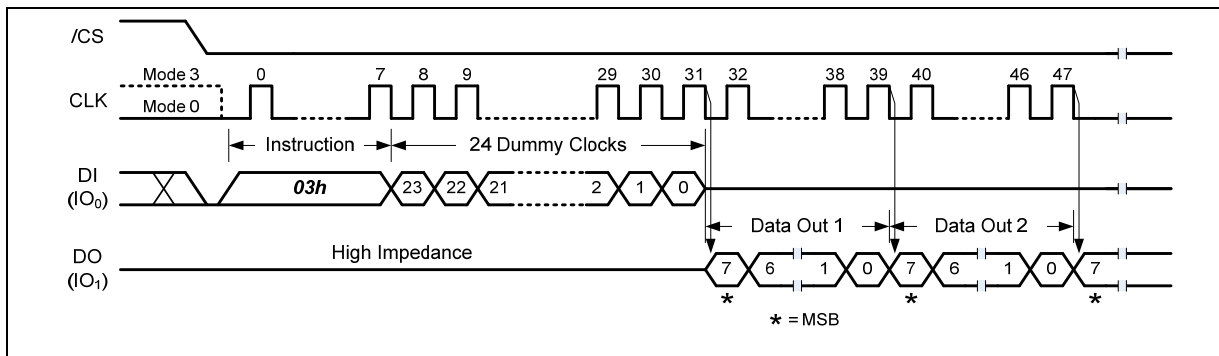 /CS
Mode 3 0 7 8 9 29 30 31 32 38 39 40 46 47
CLK
Mode 0
Instruction 24 Dummy Clocks
DI
(IO₀)
03h 23 22 21 2 1 0
Data Out 1 Data Out 2
High Impedance
DO
(IO₁)
7 6 1 0 7 6 1 0 7
* * *
* = MSB